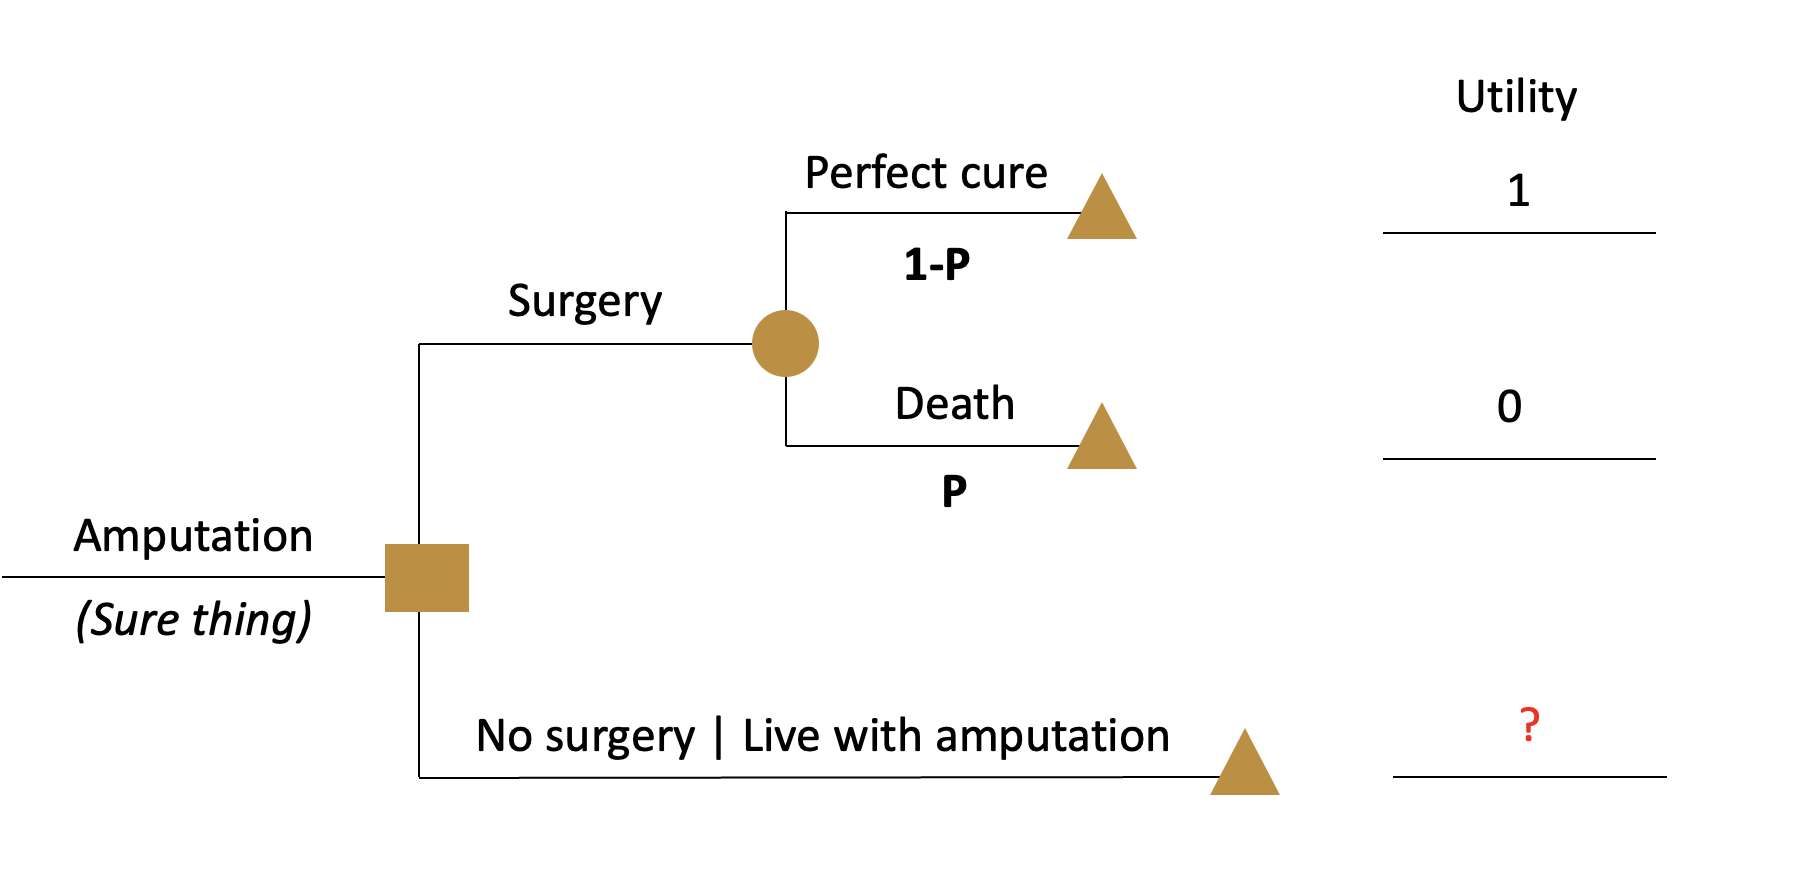 Utility
Perfect cure
1
1-P
Surgery
Death
0
P
Amputation
(Sure thing)
No surgery | Live with amputation
?